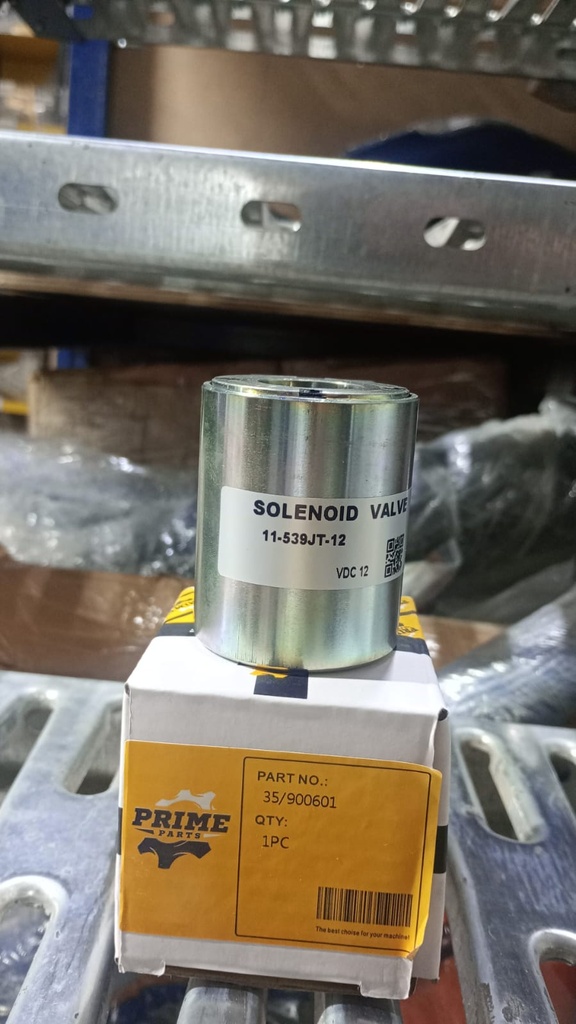 SOLENOID VALVE
11-539JT-12
VDC 12
PRIME
PARTS
PART NO.:
35/900601
QTY:
1PC
The best choise for your machine!